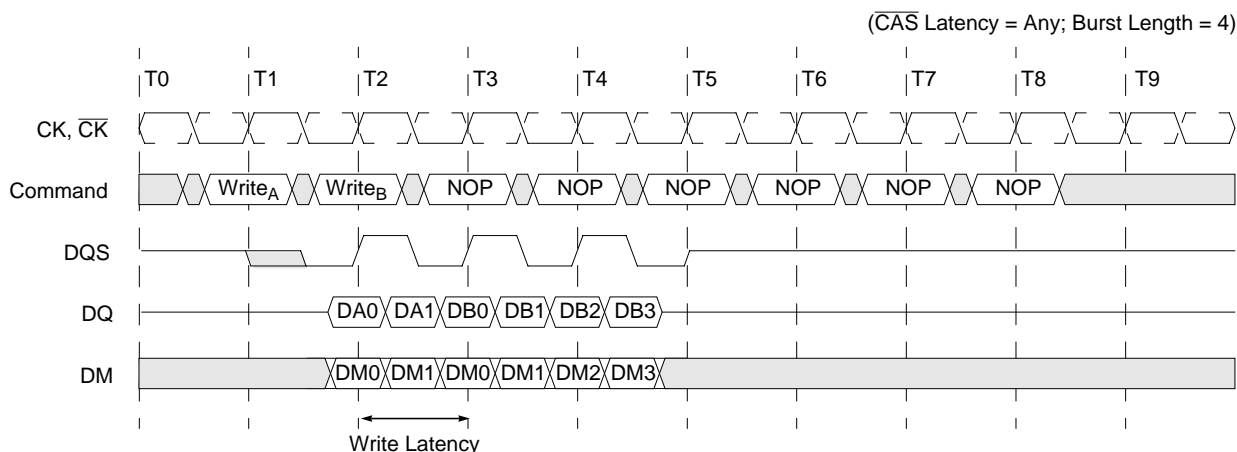 (C̅A̅S̅ Latency = Any; Burst Length = 4)
T0 T1 T2 T3 T4 T5 T6 T7 T8 T9
CK, C̅K̅
Command WriteA WriteB NOP NOP NOP NOP NOP NOP
DQS
DQ DA0 DA1 DB0 DB1 DB2 DB3
DM DM0 DM1 DM0 DM1 DM2 DM3
Write Latency